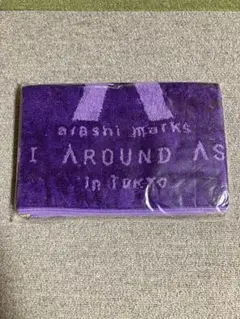 arashi marks
I AROUND AS
in TOKYO